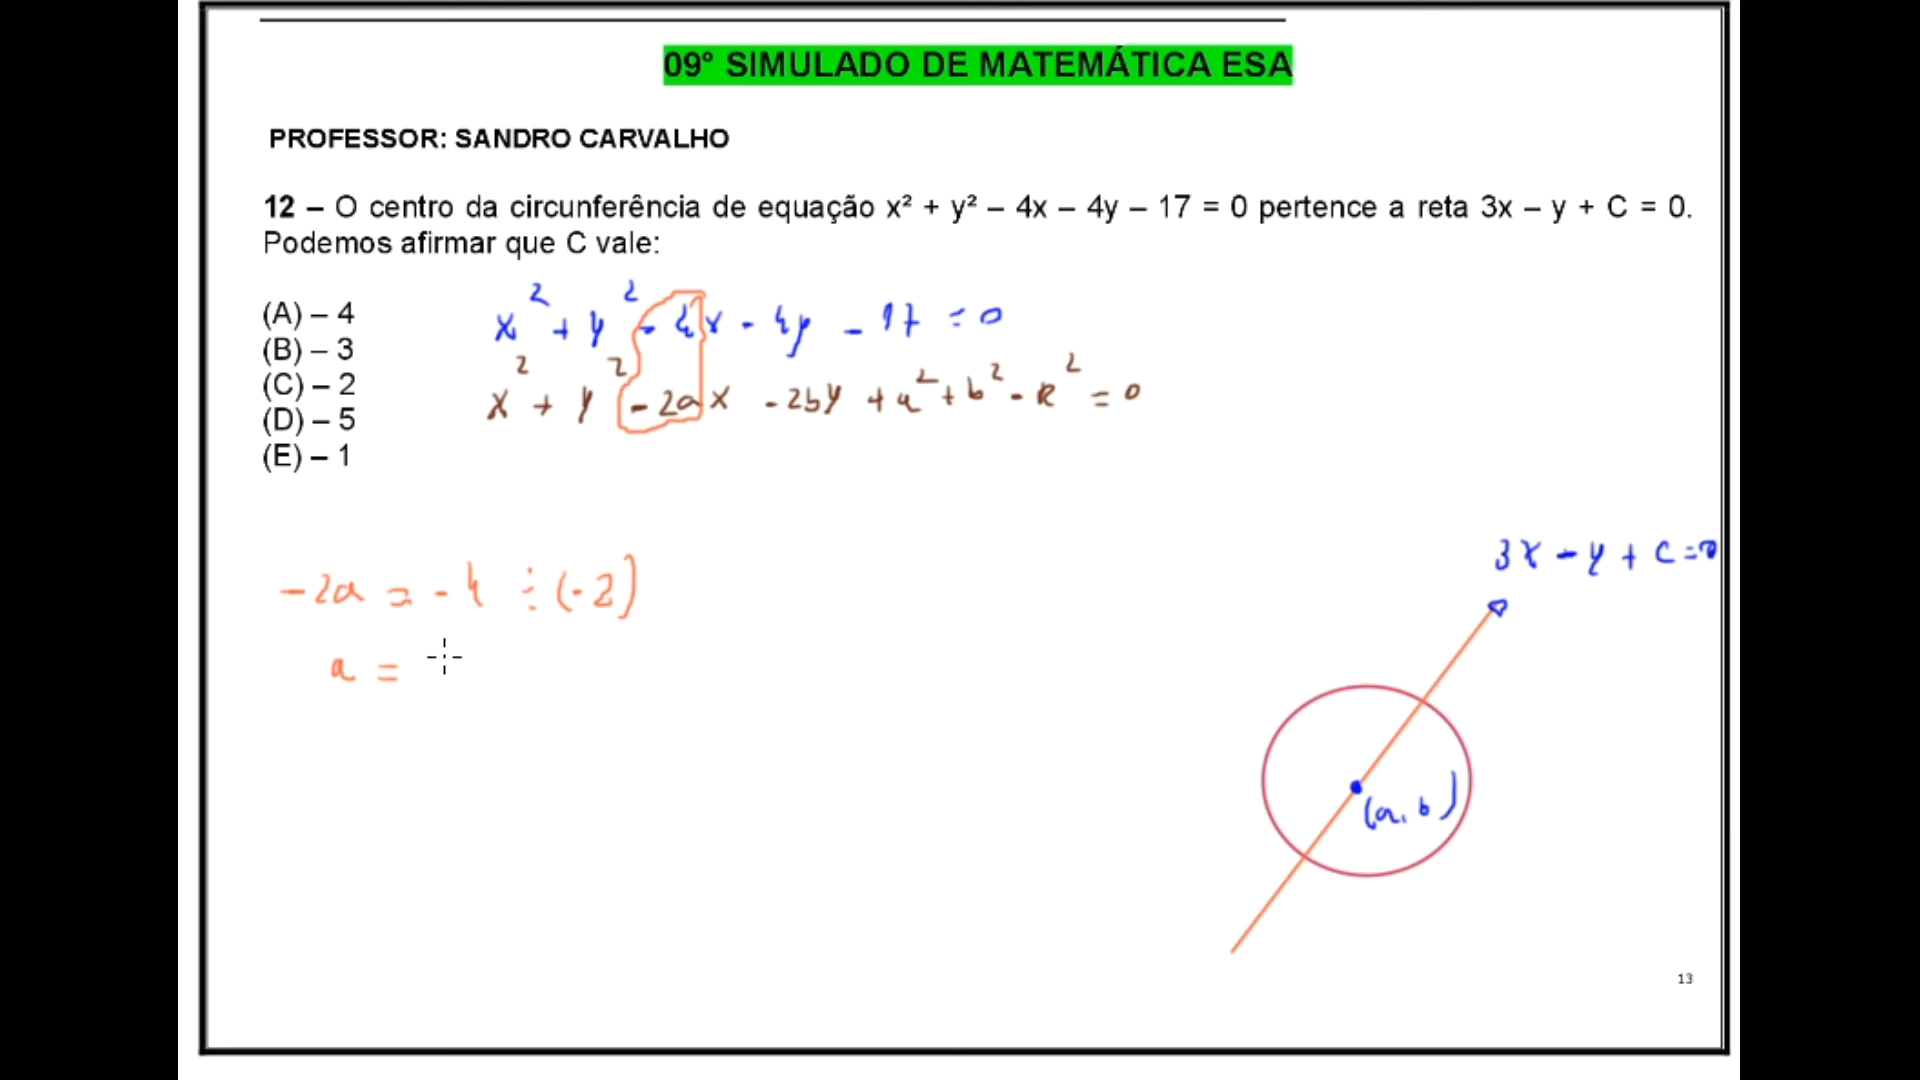 09° SIMULADO DE MATEMÁTICA ESA
PROFESSOR: SANDRO CARVALHO
12 – O centro da circunferência de equação x² + y² – 4x – 4y – 17 = 0 pertence a reta 3x – y + C = 0.
Podemos afirmar que C vale:
(A) – 4
(B) – 3
(C) – 2
(D) – 5
(E) – 1
x² + y² - 4x - 4y - 17 = 0
x² + y² - 2ax - 2by + a² + b² - R² = 0
-2a = -4 ÷ (-2)
a =
3x - y + C = 0
(a, b)
13